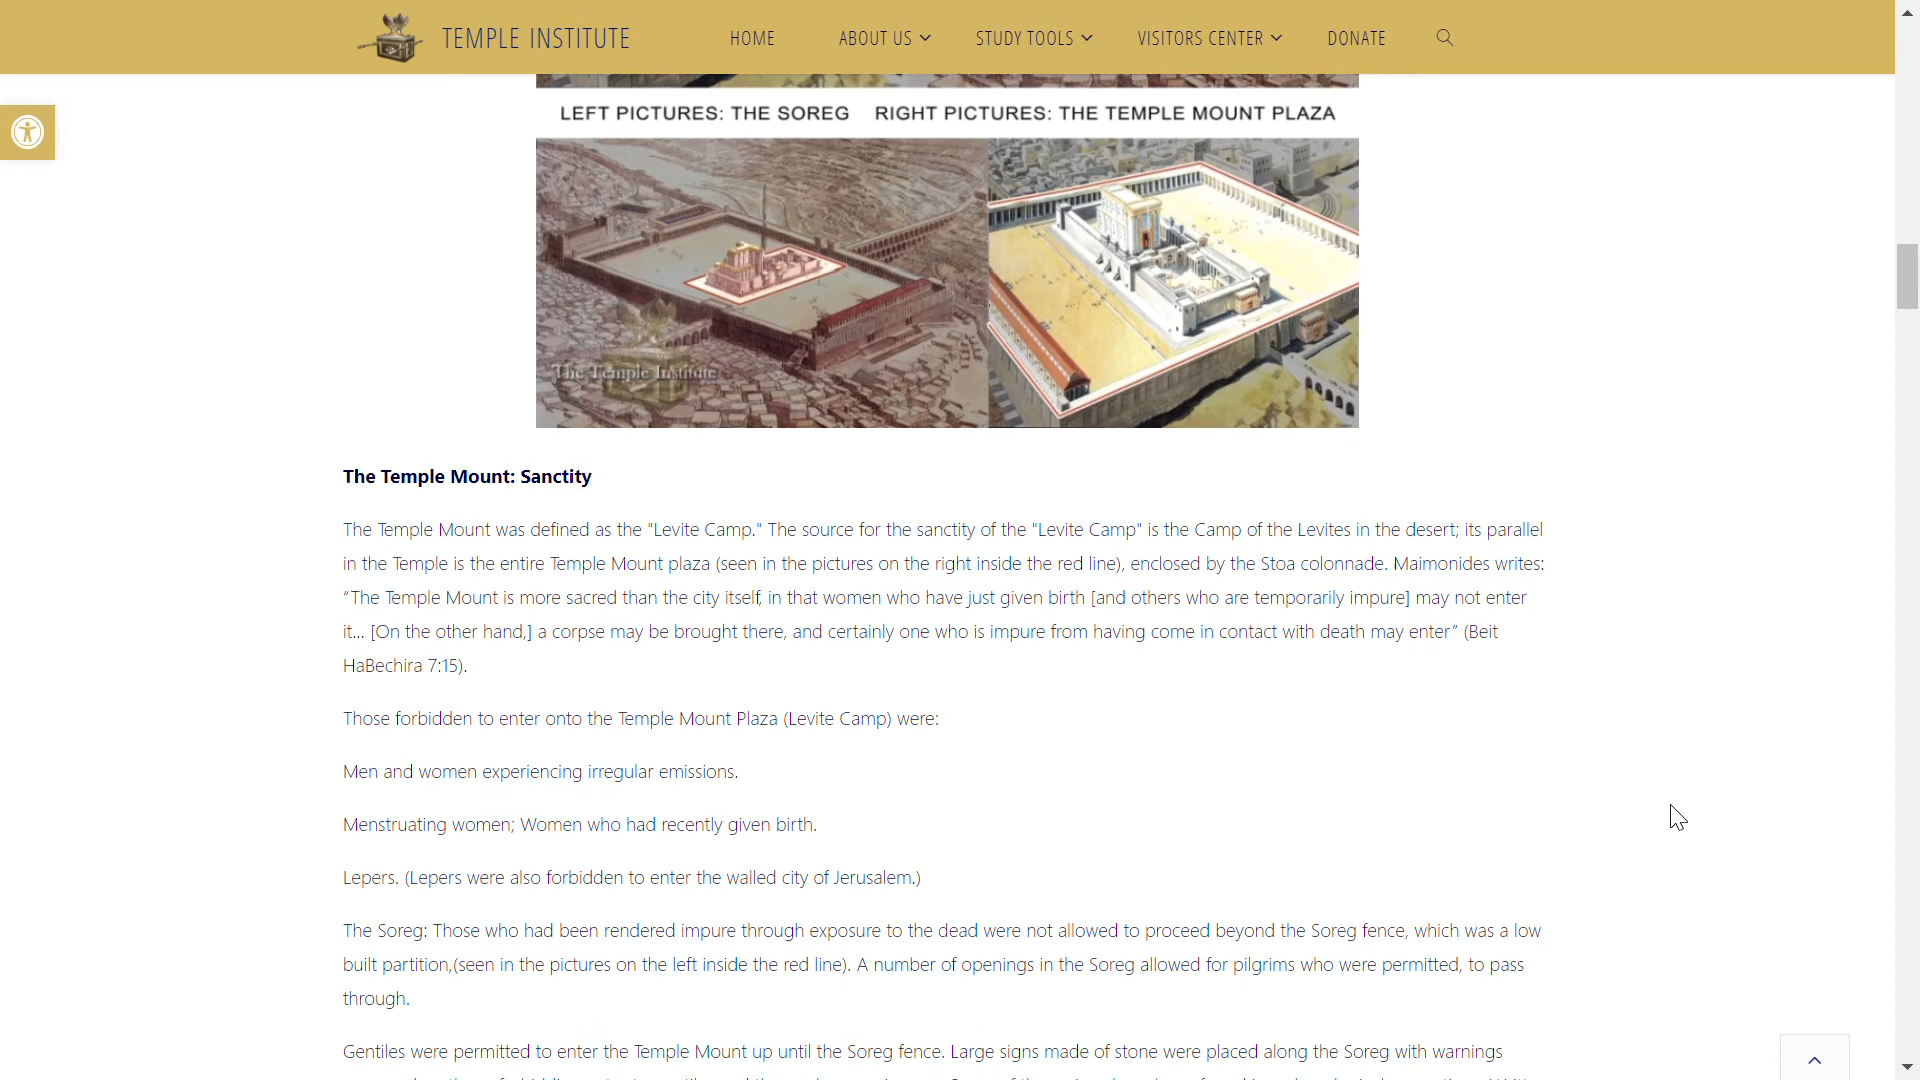 TEMPLE INSTITUTE
HOME
ABOUT US
STUDY TOOLS
VISITORS CENTER
DONATE
LEFT PICTURES: THE SOREG RIGHT PICTURES: THE TEMPLE MOUNT PLAZA
The Temple Institute
The Temple Mount: Sanctity
The Temple Mount was defined as the "Levite Camp." The source for the sanctity of the "Levite Camp" is the Camp of the Levites in the desert; its parallel
in the Temple is the entire Temple Mount plaza (seen in the pictures on the right inside the red line), enclosed by the Stoa colonnade. Maimonides writes:
“The Temple Mount is more sacred than the city itself, in that women who have just given birth [and others who are temporarily impure] may not enter
it... [On the other hand,] a corpse may be brought there, and certainly one who is impure from having come in contact with death may enter” (Beit
HaBechira 7:15).
Those forbidden to enter onto the Temple Mount Plaza (Levite Camp) were:
Men and women experiencing irregular emissions.
Menstruating women; Women who had recently given birth.
Lepers. (Lepers were also forbidden to enter the walled city of Jerusalem.)
The Soreg: Those who had been rendered impure through exposure to the dead were not allowed to proceed beyond the Soreg fence, which was a low
built partition,(seen in the pictures on the left inside the red line). A number of openings in the Soreg allowed for pilgrims who were permitted, to pass
through.
Gentiles were permitted to enter the Temple Mount up until the Soreg fence. Large signs made of stone were placed along the Soreg with warnings